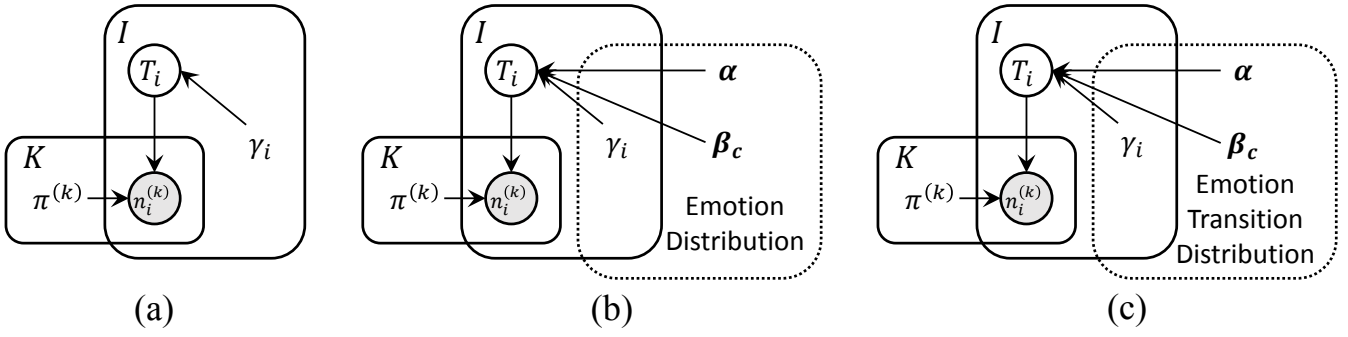 I
T_i
γ_i
K
π^(k)
n_i^(k)
(a)
I
T_i
α
γ_i
β_c
K
π^(k)
n_i^(k)
Emotion
Distribution
(b)
I
T_i
α
γ_i
β_c
K
π^(k)
n_i^(k)
Emotion
Transition
Distribution
(c)